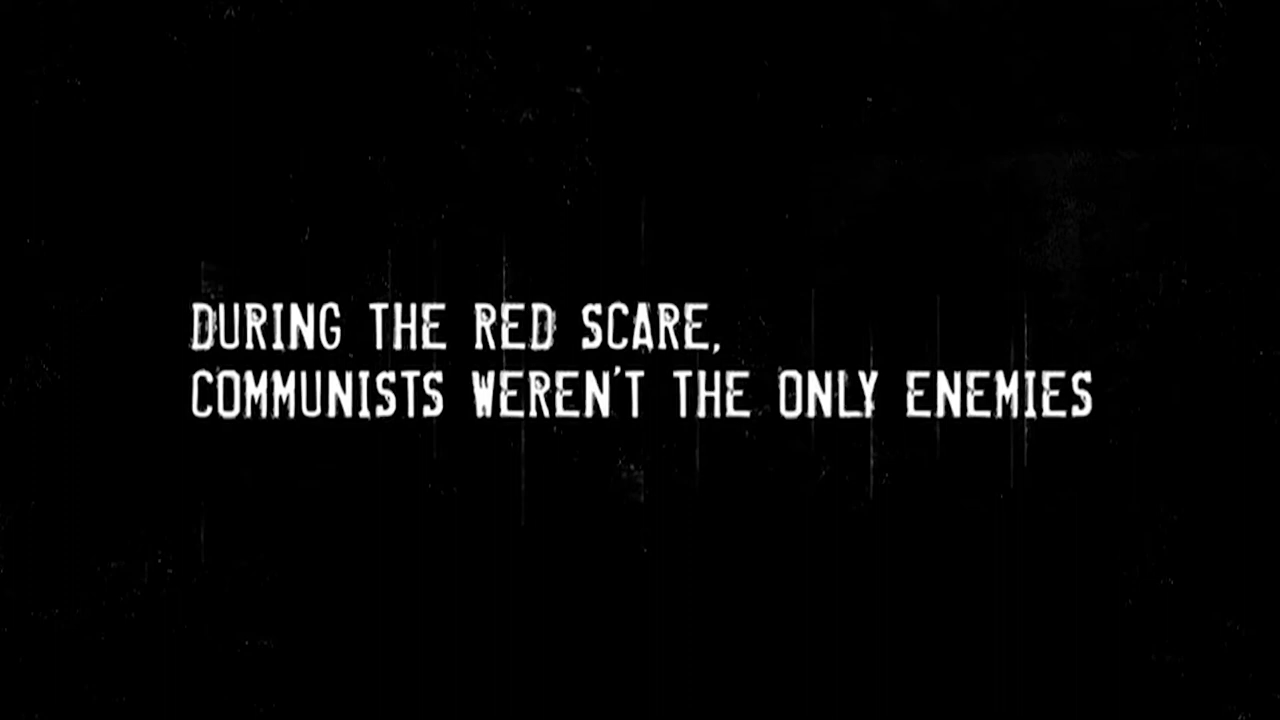 DURING THE RED SCARE,
COMMUNISTS WEREN'T THE ONLY ENEMIES